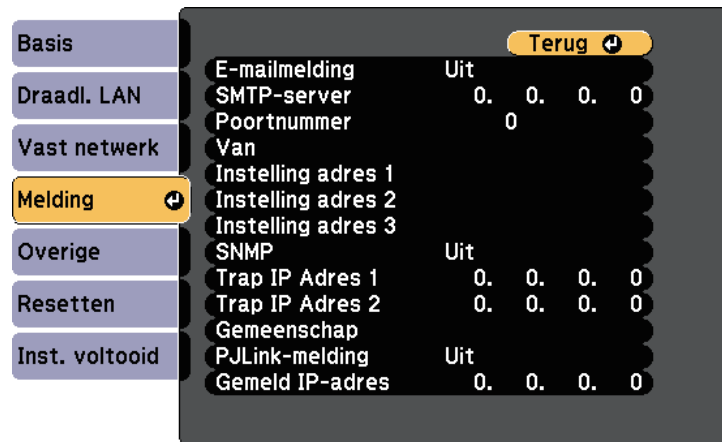 Basis
Draadl. LAN
Vast netwerk
Melding
Overige
Resetten
Inst. voltooid
Terug
E-mailmelding Uit
SMTP-server 0. 0. 0. 0
Poortnummer 0
Van
Instelling adres 1
Instelling adres 2
Instelling adres 3
SNMP Uit
Trap IP Adres 1 0. 0. 0. 0
Trap IP Adres 2 0. 0. 0. 0
Gemeenschap
PJLink-melding Uit
Gemeld IP-adres 0. 0. 0. 0